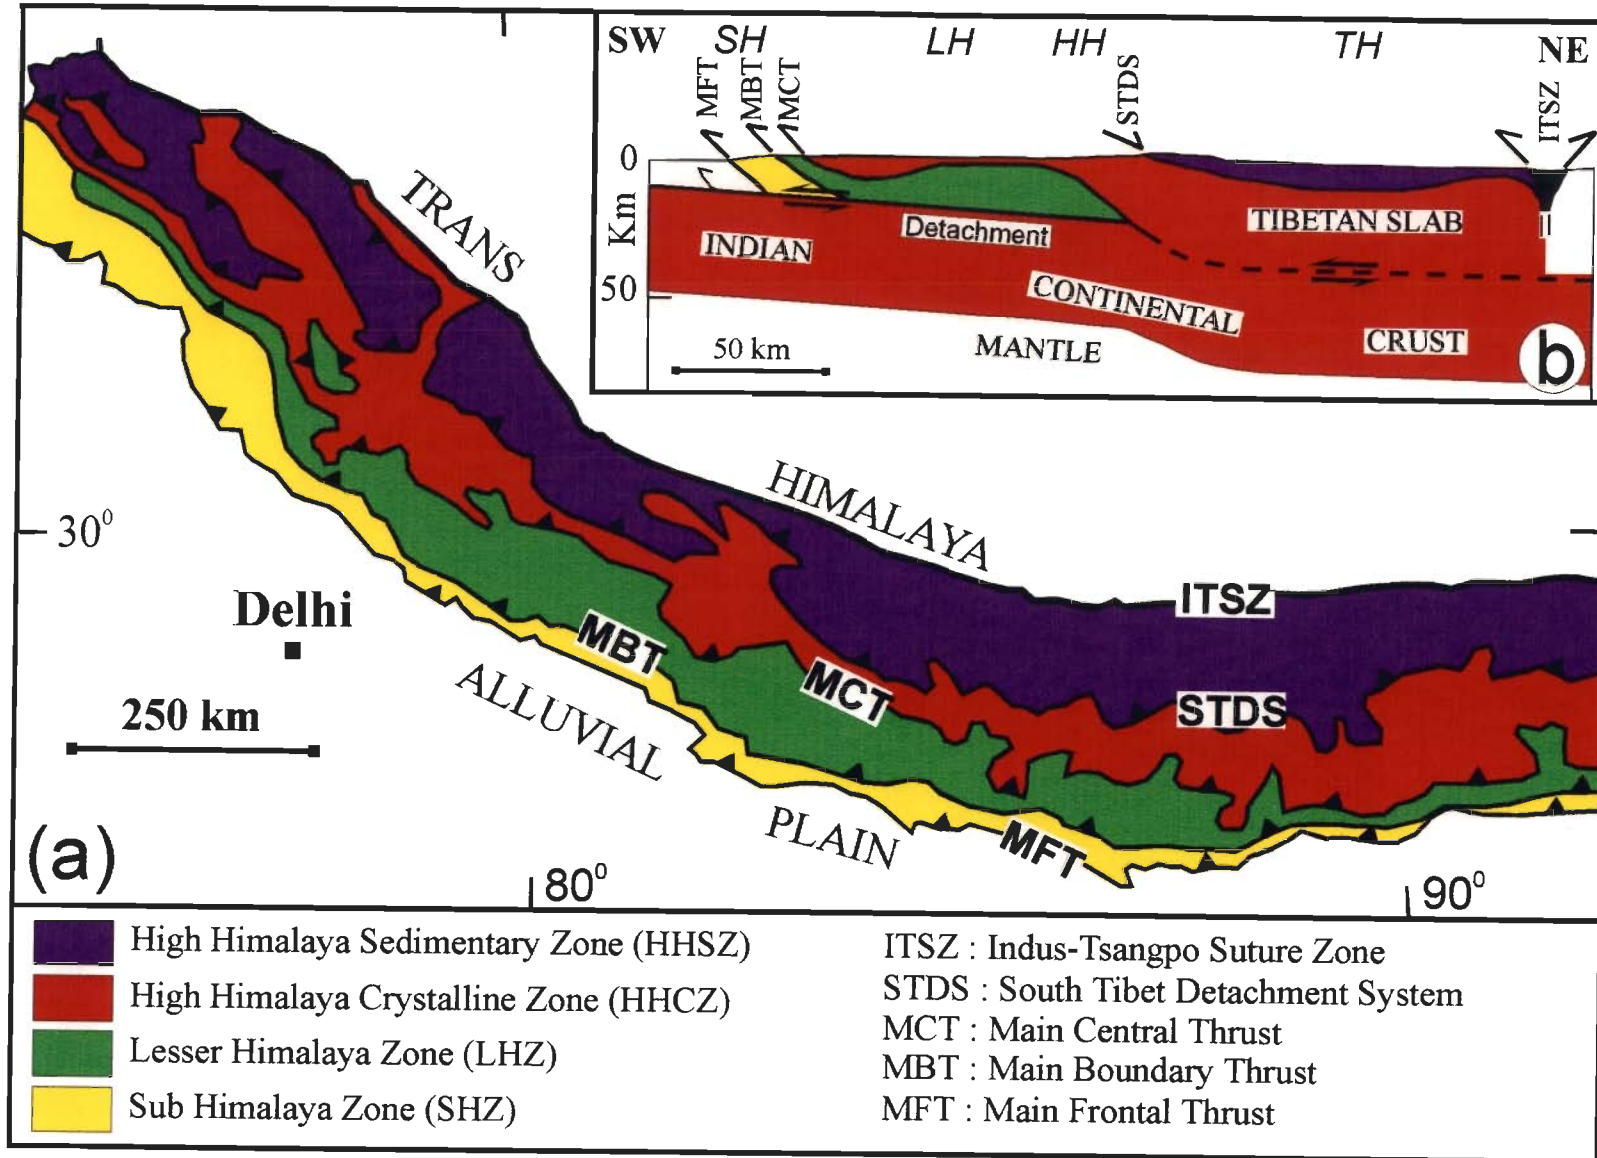 SW SH LH HH TH NE
MFT
MBT
MCT
STDS
ITSZ
0
Km
50
INDIAN
Detachment
TIBETAN SLAB
CONTINENTAL
CRUST
MANTLE
50 km
b
TRANS
HIMALAYA
30⁰
Delhi
250 km
ALLUVIAL
PLAIN
MBT
MCT
ITSZ
STDS
MFT
(a)
80⁰
90⁰
High Himalaya Sedimentary Zone (HHSZ)
High Himalaya Crystalline Zone (HHCZ)
Lesser Himalaya Zone (LHZ)
Sub Himalaya Zone (SHZ)
ITSZ : Indus-Tsangpo Suture Zone
STDS : South Tibet Detachment System
MCT : Main Central Thrust
MBT : Main Boundary Thrust
MFT : Main Frontal Thrust